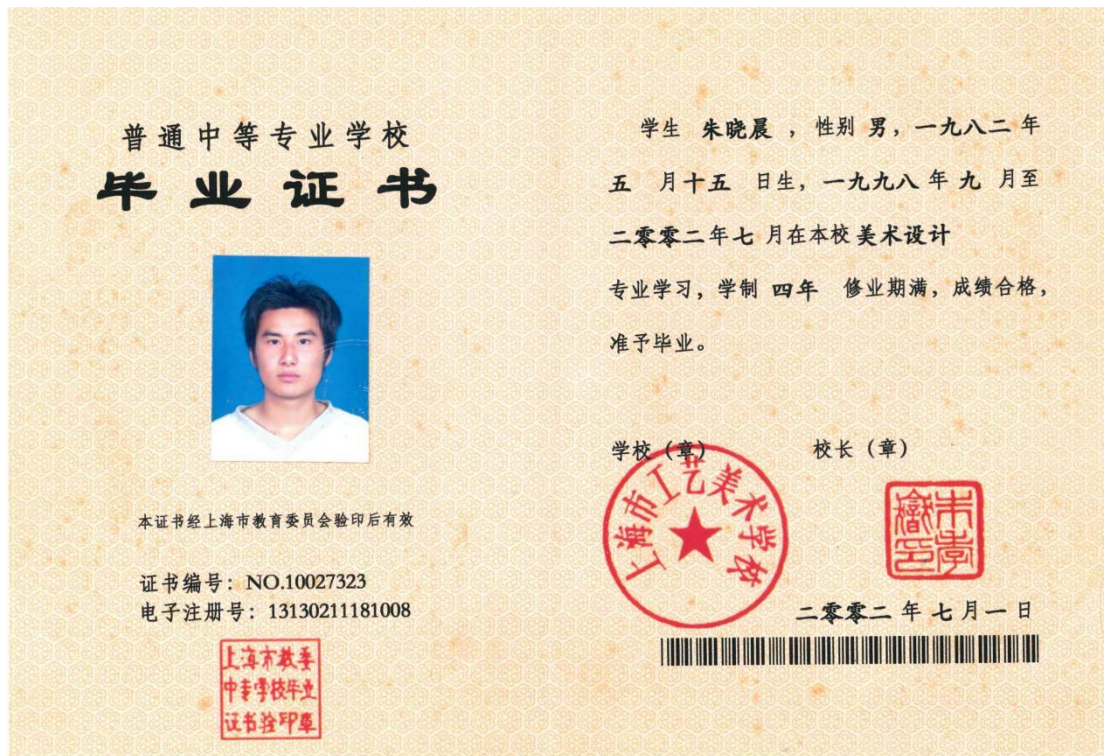 普通中等专业学校
毕业证书
本证书经上海市教育委员会验印后有效
证书编号：NO.10027323
电子注册号：13130211181008
上海市教委
中专学校毕业
证书验印章
学生 朱晓晨 ，性别 男，一九八二 年
五 月十五 日生，一九九八 年 九 月至
二零零二年七 月在本校 美术设计
专业学习，学制 四年 修业期满，成绩合格，
准予毕业。
学校（章） 校长（章）
上海市工艺美术学校
二零零二 年 七 月 一 日